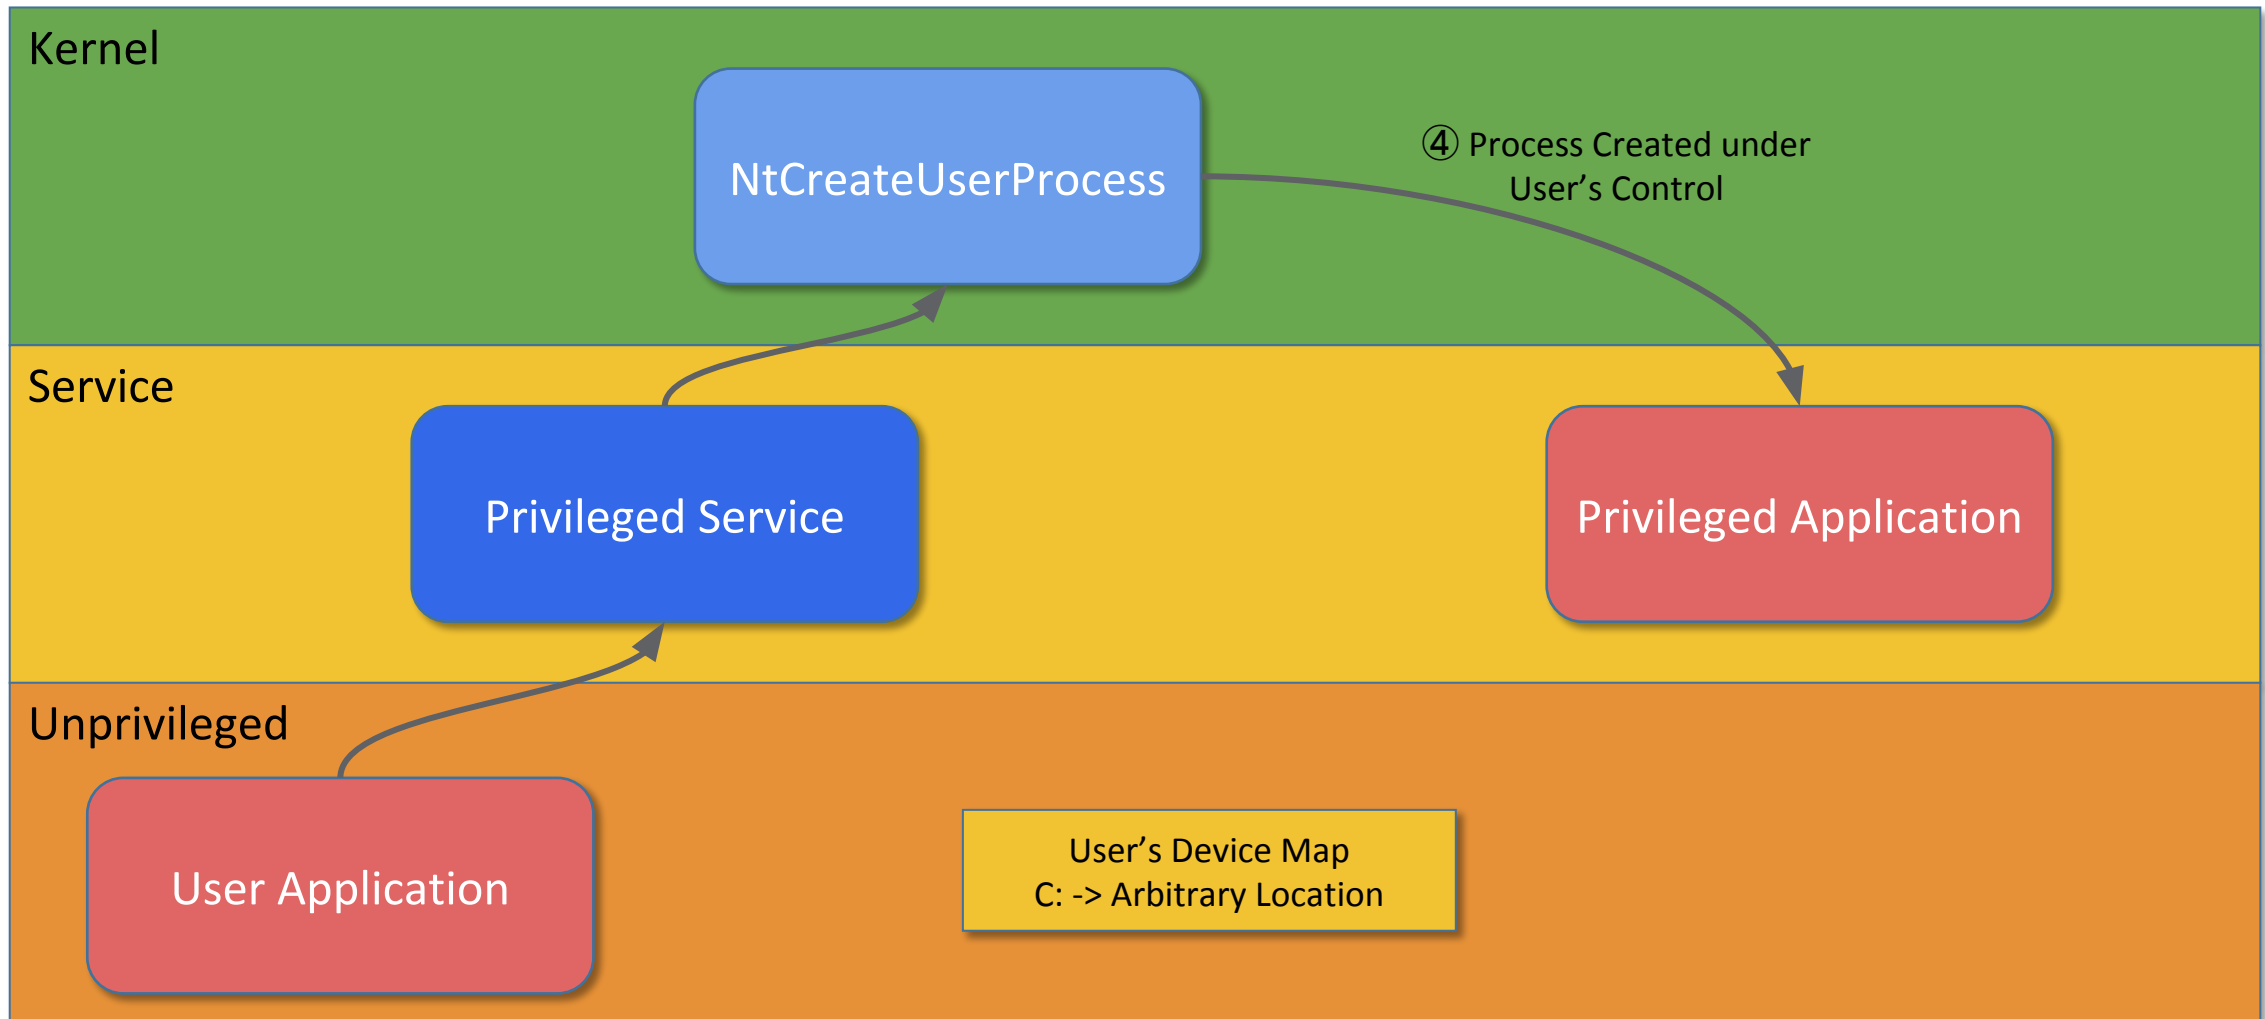 Kernel
NtCreateUserProcess
④ Process Created under
User’s Control
Service
Privileged Service
Privileged Application
Unprivileged
User Application
User’s Device Map
C: -> Arbitrary Location